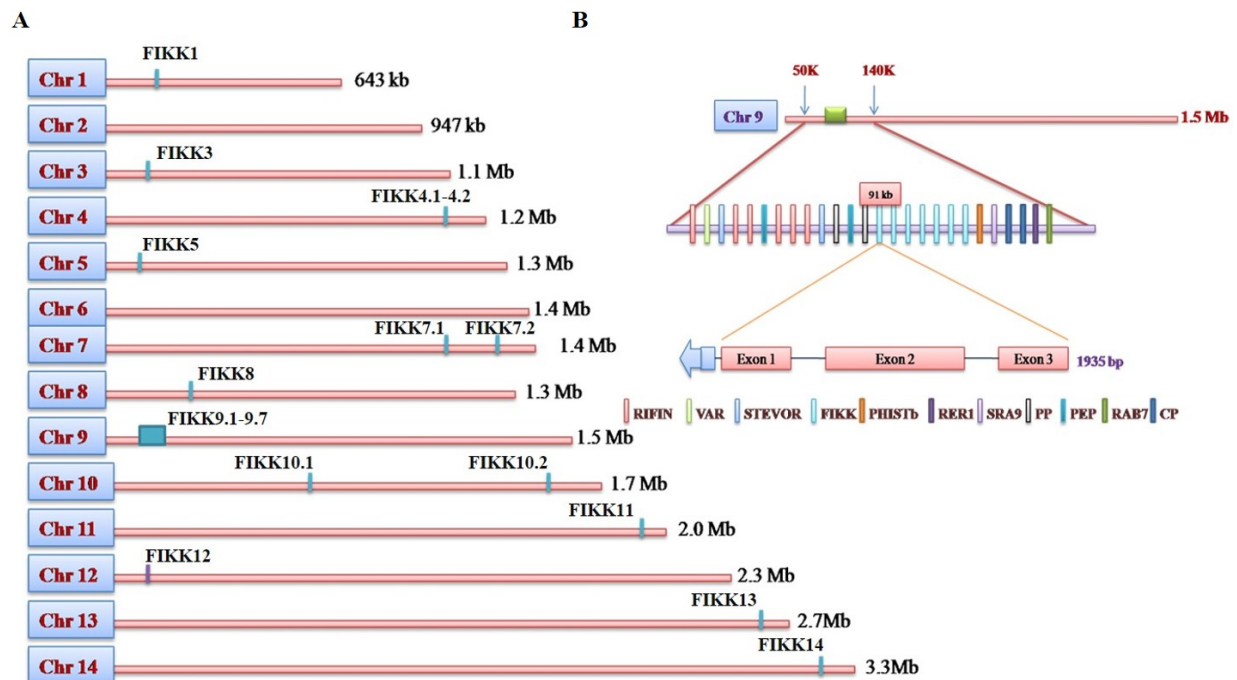 A
FIKK1
Chr 1
643 kb
Chr 2
947 kb
FIKK3
Chr 3
1.1 Mb
FIKK4.1-4.2
Chr 4
1.2 Mb
FIKK5
Chr 5
1.3 Mb
Chr 6
1.4 Mb
FIKK7.1 FIKK7.2
Chr 7
1.4 Mb
FIKK8
Chr 8
1.3 Mb
FIKK9.1-9.7
Chr 9
1.5 Mb
FIKK10.1 FIKK10.2
Chr 10
1.7 Mb
FIKK11
Chr 11
2.0 Mb
FIKK12
Chr 12
2.3 Mb
FIKK13
Chr 13
2.7Mb
FIKK14
Chr 14
3.3Mb
B
50K 140K
Chr 9
1.5 Mb
91 kb
Exon 1 Exon 2 Exon 3 1935 bp
RIFIN VAR STEVOR FIKK PHISTb RER1 SRA9 PP PEP RAB7 CP